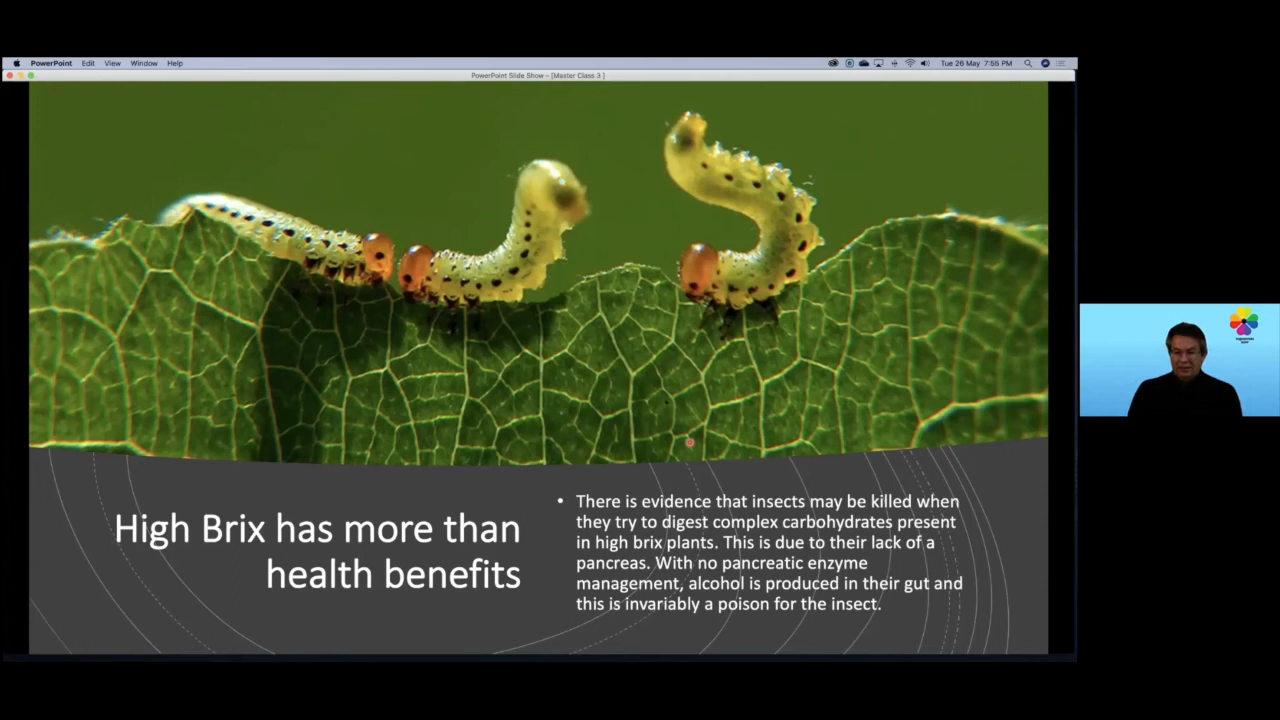 PowerPoint Edit View Window Help
Tue 26 May 7:55 PM
PowerPoint Slide Show – [Master Class 3 ]
High Brix has more than
health benefits
• There is evidence that insects may be killed when
they try to digest complex carbohydrates present
in high brix plants. This is due to their lack of a
pancreas. With no pancreatic enzyme
management, alcohol is produced in their gut and
this is invariably a poison for the insect.